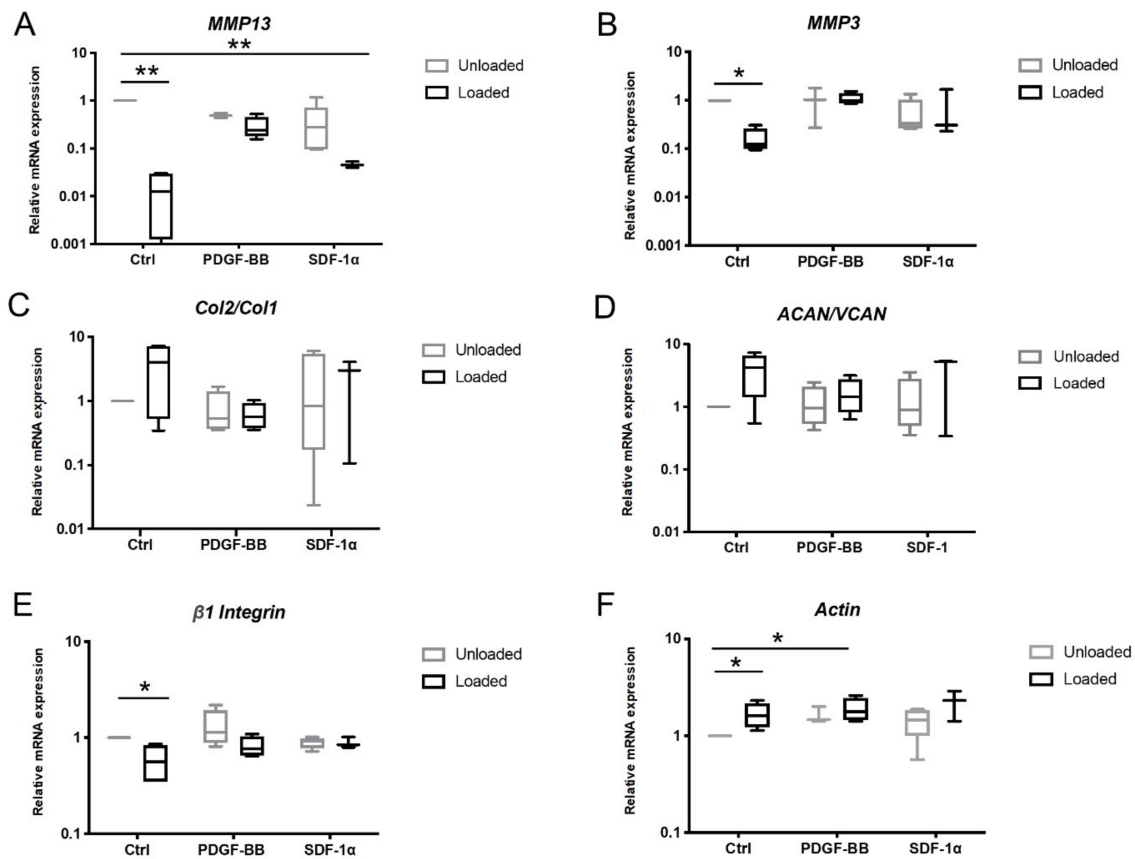 A
MMP13
**
**
Relative mRNA expression
10
1
0.1
0.01
0.001
Ctrl
PDGF-BB
SDF-1α
Unloaded
Loaded
B
MMP3
*
Relative mRNA expression
10
1
0.1
0.01
0.001
Ctrl
PDGF-BB
SDF-1α
Unloaded
Loaded
C
Col2/Col1
Relative mRNA expression
10
1
0.1
0.01
Ctrl
PDGF-BB
SDF-1α
Unloaded
Loaded
D
ACAN/VCAN
Relative mRNA expression
10
1
0.1
0.01
Ctrl
PDGF-BB
SDF-1
Unloaded
Loaded
E
β1 Integrin
*
Relative mRNA expression
10
1
0.1
Ctrl
PDGF-BB
SDF-1α
Unloaded
Loaded
F
Actin
*
*
Relative mRNA expression
10
1
0.1
Ctrl
PDGF-BB
SDF-1α
Unloaded
Loaded